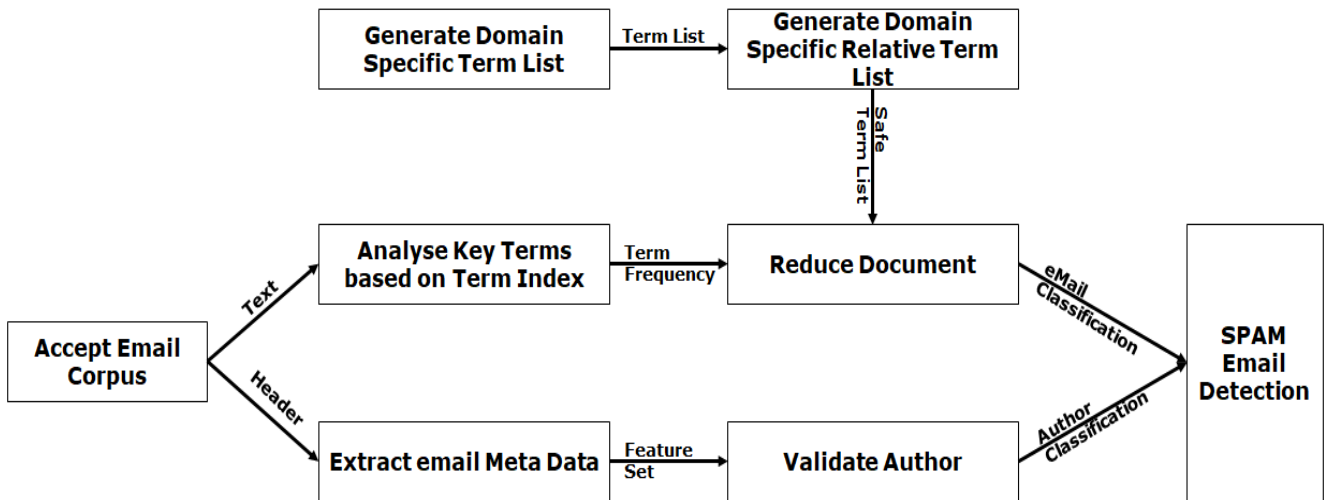 Generate Domain
Specific Term List
Term List
Generate Domain
Specific Relative Term
List
Safe
Term List
Analyse Key Terms
based on Term Index
Term
Frequency
Reduce Document
eMail
Classification
Text
Accept Email
Corpus
Header
SPAM
Email
Detection
Extract email Meta Data
Feature
Set
Validate Author
Author
Classification